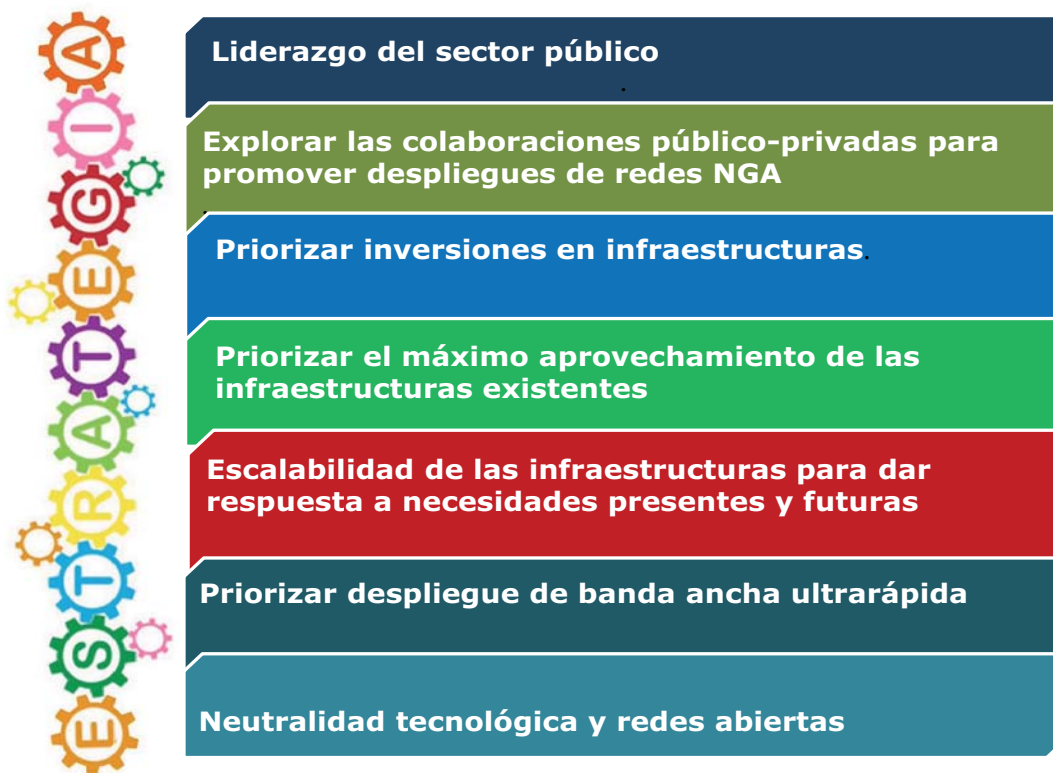 ESTRATEGIA
Liderazgo del sector público
.
Explorar las colaboraciones público-privadas para
promover despliegues de redes NGA
.
Priorizar inversiones en infraestructuras.
Priorizar el máximo aprovechamiento de las
infraestructuras existentes
Escalabilidad de las infraestructuras para dar
respuesta a necesidades presentes y futuras
Priorizar despliegue de banda ancha ultrarápida
Neutralidad tecnológica y redes abiertas